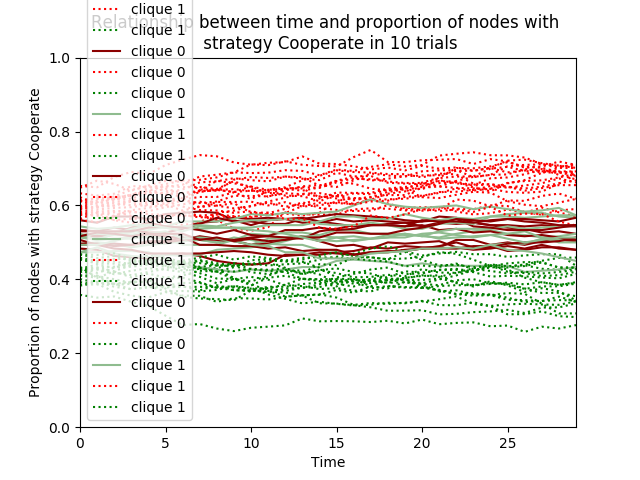 Relationship between time and proportion of nodes with
strategy Cooperate in 10 trials
clique 1
clique 1
clique 0
clique 0
clique 0
clique 1
clique 1
clique 1
clique 0
clique 0
clique 0
clique 1
clique 1
clique 1
clique 0
clique 0
clique 0
clique 1
clique 1
clique 1
Proportion of nodes with strategy Cooperate
1.0
0.8
0.6
0.4
0.2
0.0
0
5
10
15
20
25
Time